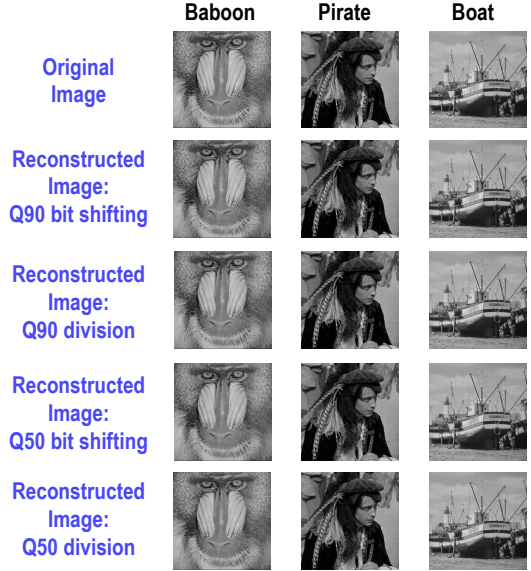 Baboon Pirate Boat
Original
Image
Reconstructed
Image:
Q90 bit shifting
Reconstructed
Image:
Q90 division
Reconstructed
Image:
Q50 bit shifting
Reconstructed
Image:
Q50 division